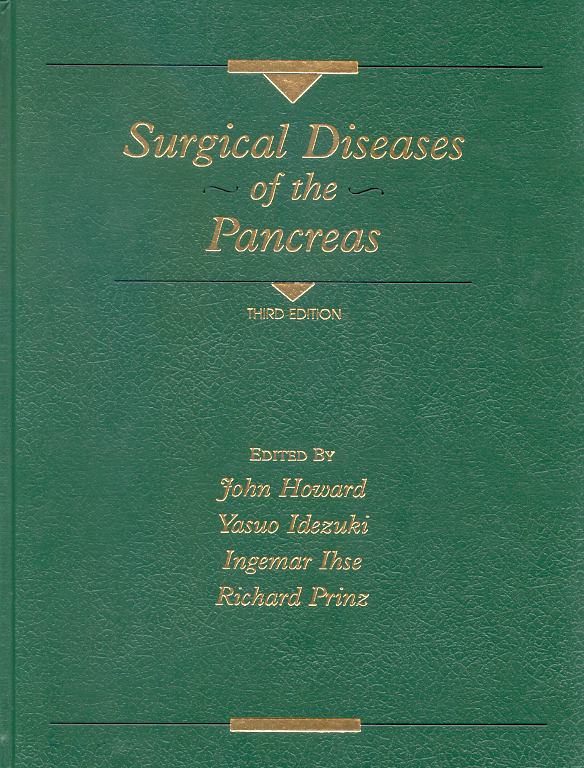 Surgical Diseases
of the
Pancreas
THIRD EDITION
EDITED BY
John Howard
Yasuo Idezuki
Ingemar Ihse
Richard Prinz